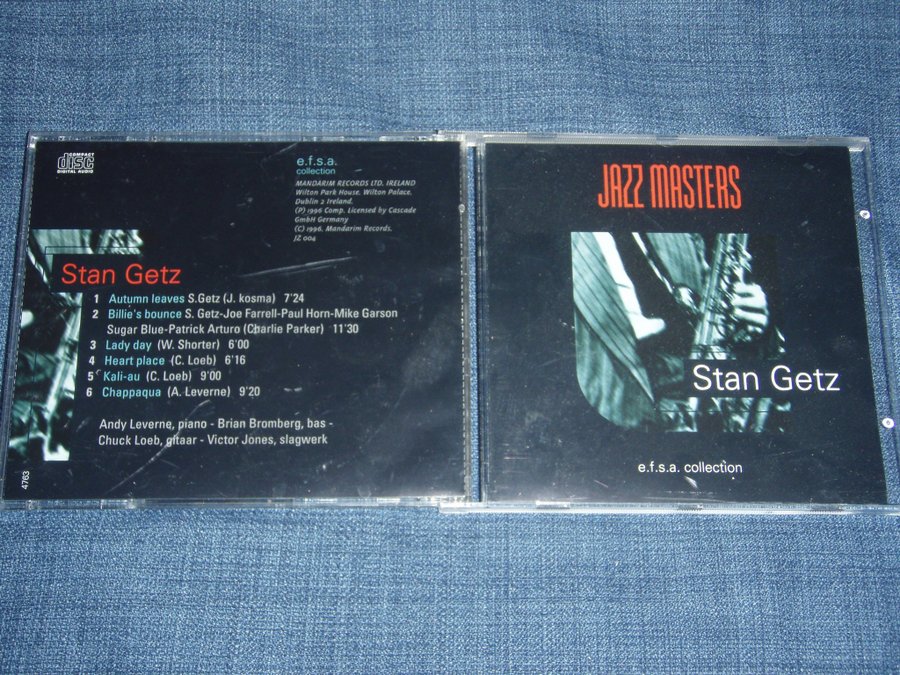 COMPACT
disc
DIGITAL AUDIO
e.f.s.a.
collection
MANDARIM RECORDS LTD. IRELAND
Wilton Park House, Wilton Palace,
Dublin 2 Ireland.
(P) 1996 Comp. Licensed by Cascade
GmbH Germany
(C) 1996, Mandarim Records.
JZ 004
Stan Getz
1 Autumn leaves S.Getz (J. kosma) 7'24
2 Billie's bounce S. Getz-Joe Farrell-Paul Horn-Mike Garson
Sugar Blue-Patrick Arturo (Charlie Parker) 11'30
3 Lady day (W. Shorter) 6'00
4 Heart place (C. Loeb) 6'16
5 Kali-au (C. Loeb) 9'00
6 Chappaqua (A. Leverne) 9'20
Andy Leverne, piano - Brian Bromberg, bas -
Chuck Loeb, gitaar - Victor Jones, slagwerk
4763
JAZZ MASTERS
Stan Getz
e.f.s.a. collection